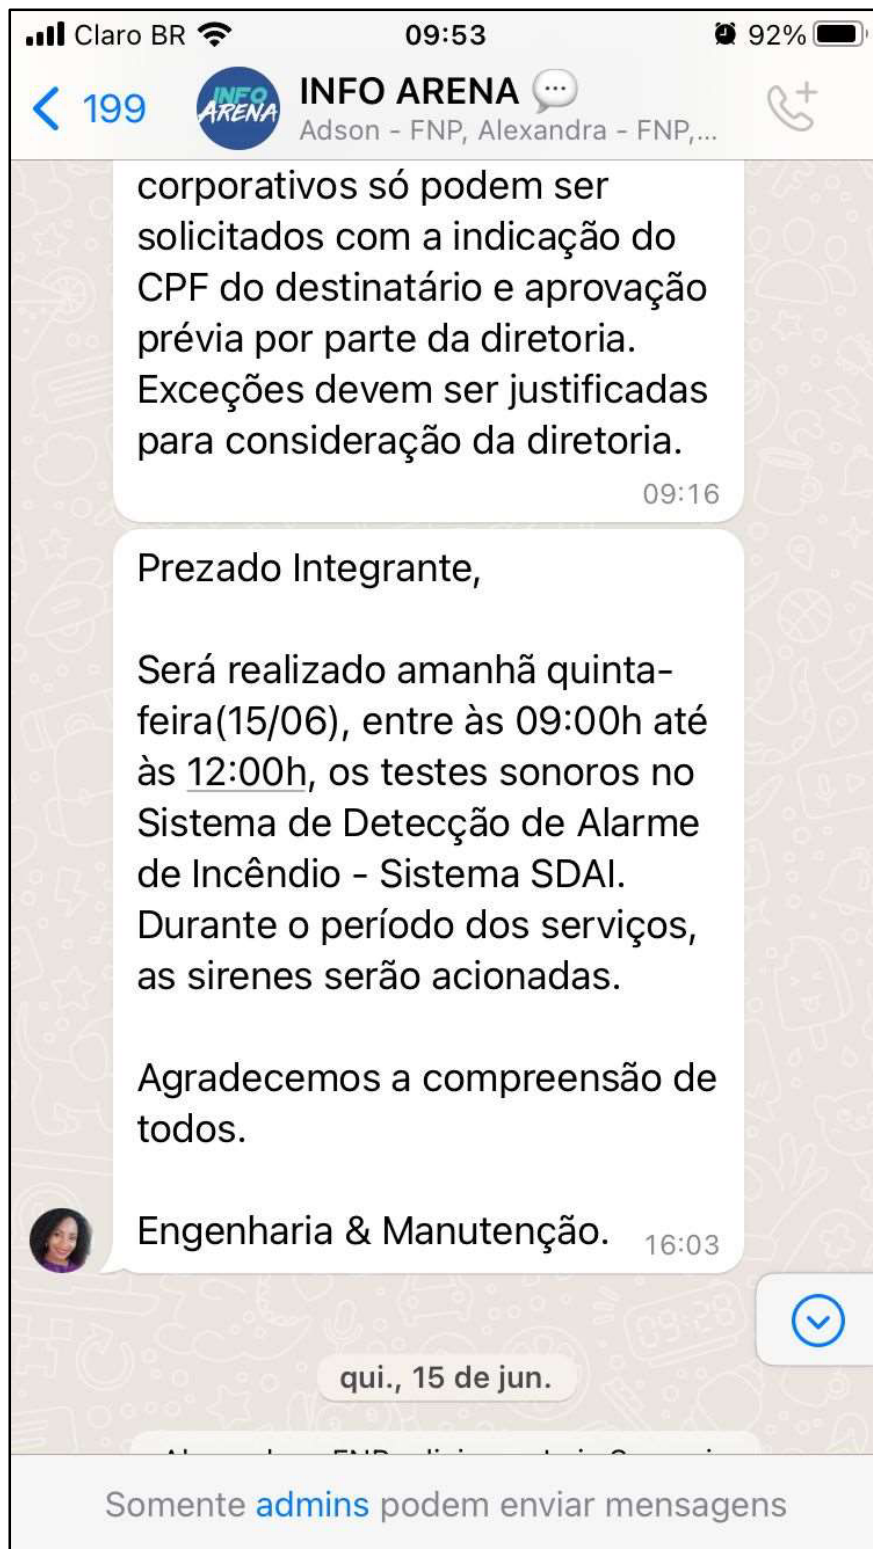 Claro BR 09:53 92%
199 INFO ARENA INFO ARENA 💬
Adson - FNP, Alexandra - FNP,...
corporativos só podem ser
solicitados com a indicação do
CPF do destinatário e aprovação
prévia por parte da diretoria.
Exceções devem ser justificadas
para consideração da diretoria.
09:16
Prezado Integrante,
Será realizado amanhã quinta-
feira(15/06), entre às 09:00h até
às 12:00h, os testes sonoros no
Sistema de Detecção de Alarme
de Incêndio - Sistema SDAI.
Durante o período dos serviços,
as sirenes serão acionadas.
Agradecemos a compreensão de
todos.
Engenharia & Manutenção. 16:03
qui., 15 de jun.
Somente admins podem enviar mensagens